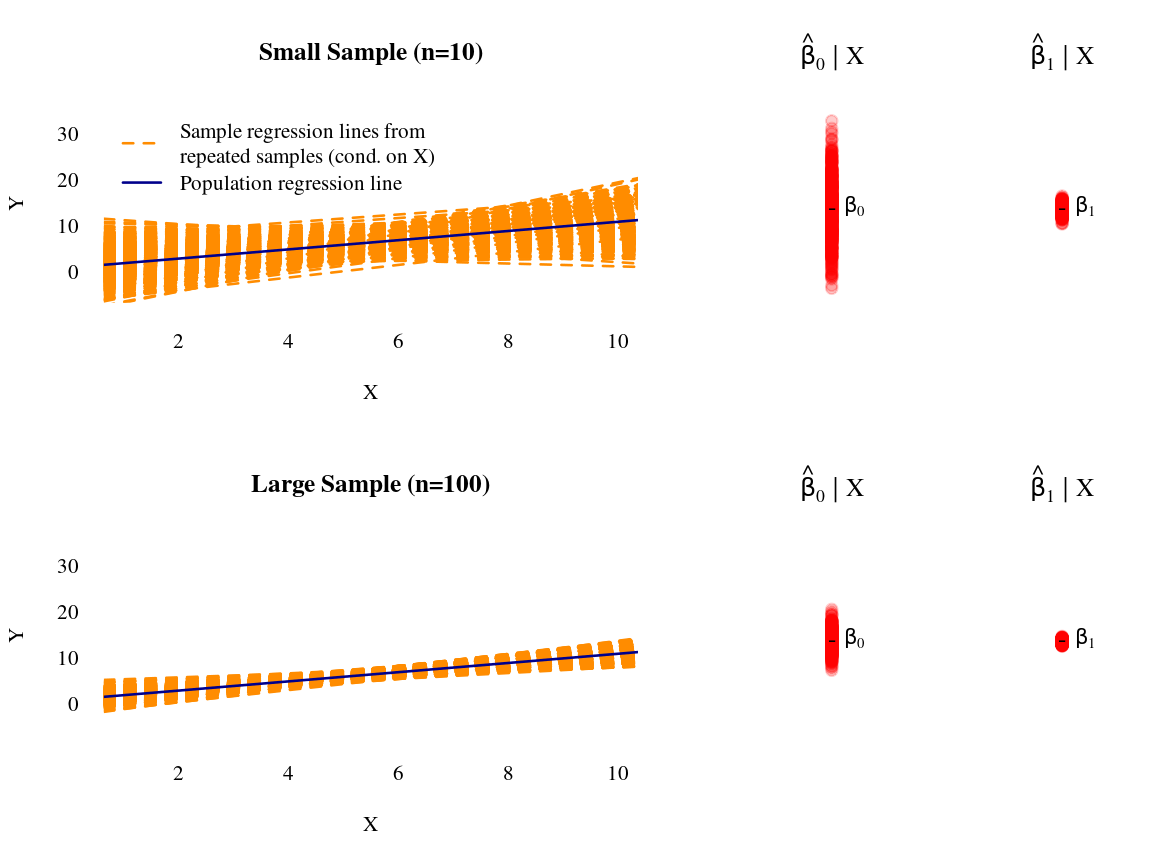 Small Sample (n=10)
β̂₀ | X
β̂₁ | X
Sample regression lines from
repeated samples (cond. on X)
Population regression line
30
20
10
0
Y
2 4 6 8 10
X
β₀
β₁
Large Sample (n=100)
β̂₀ | X
β̂₁ | X
30
20
10
0
Y
2 4 6 8 10
X
β₀
β₁